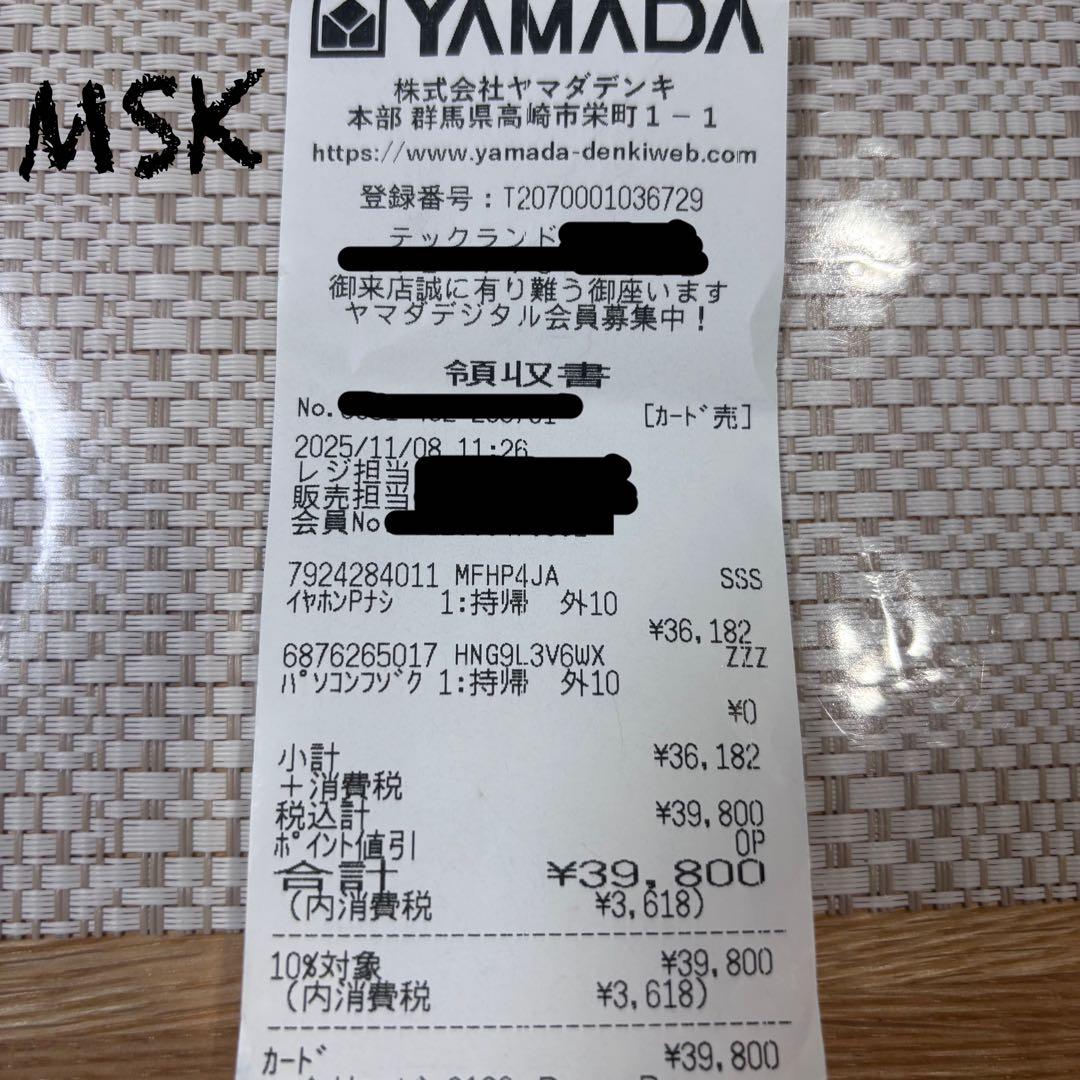 MSK
YAMADA
株式会社ヤマダデンキ
本部 群馬県高崎市栄町1-1
https://www.yamada-denkiweb.com
登録番号:T2070001036729
テックランド
御来店誠に有り難う御座います
ヤマダデジタル会員募集中!
領収書
No. [カード売]
2025/11/08 11:26
レジ担当
販売担当
会員No
7924284011 MFHP4JA SSS
イヤホンPナシ 1:持帰 外10
¥36,182
6876265017 HNG9L3V6WX ZZZ
パソコンフゾク 1:持帰 外10
¥0
小計 ¥36,182
+消費税
税込計 ¥39,800
ポイント値引 0P
合計 ¥39,800
(内消費税 ¥3,618)
10%対象 ¥39,800
(内消費税 ¥3,618)
カード ¥39,800